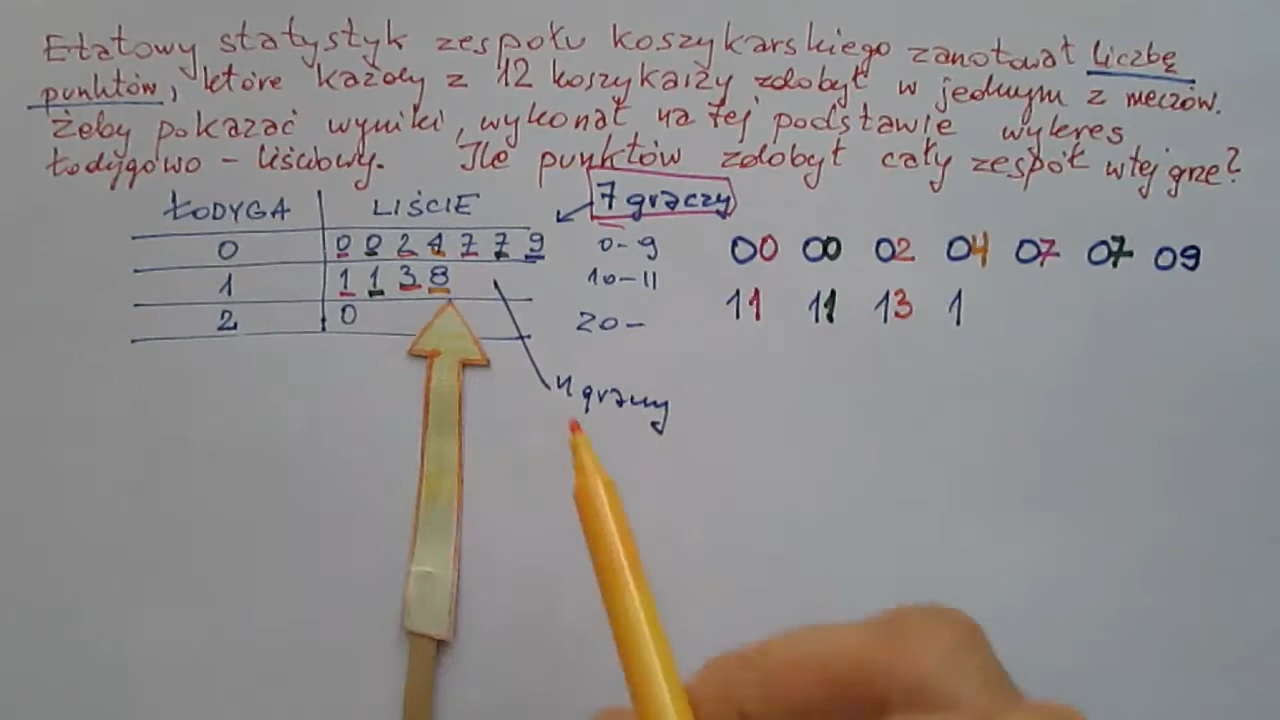 Etatowy statystyk zespołu koszykarskiego zanotował liczbę
punktów, które każdy z 12 koszykarzy zdobył w jednym z meczów.
Żeby pokazać wyniki, wykonał na tej podstawie wykres
łodygowo - liściowy. Ile punktów zdobył cały zespół w tej grze?
ŁODYGA LIŚCIE 7 graczy
0 0 0 2 4 7 7 9 0-9 00 00 02 04 07 07 09
1 1 1 3 8 10-11 11 11 13 1
2 0 20-
4 graczy